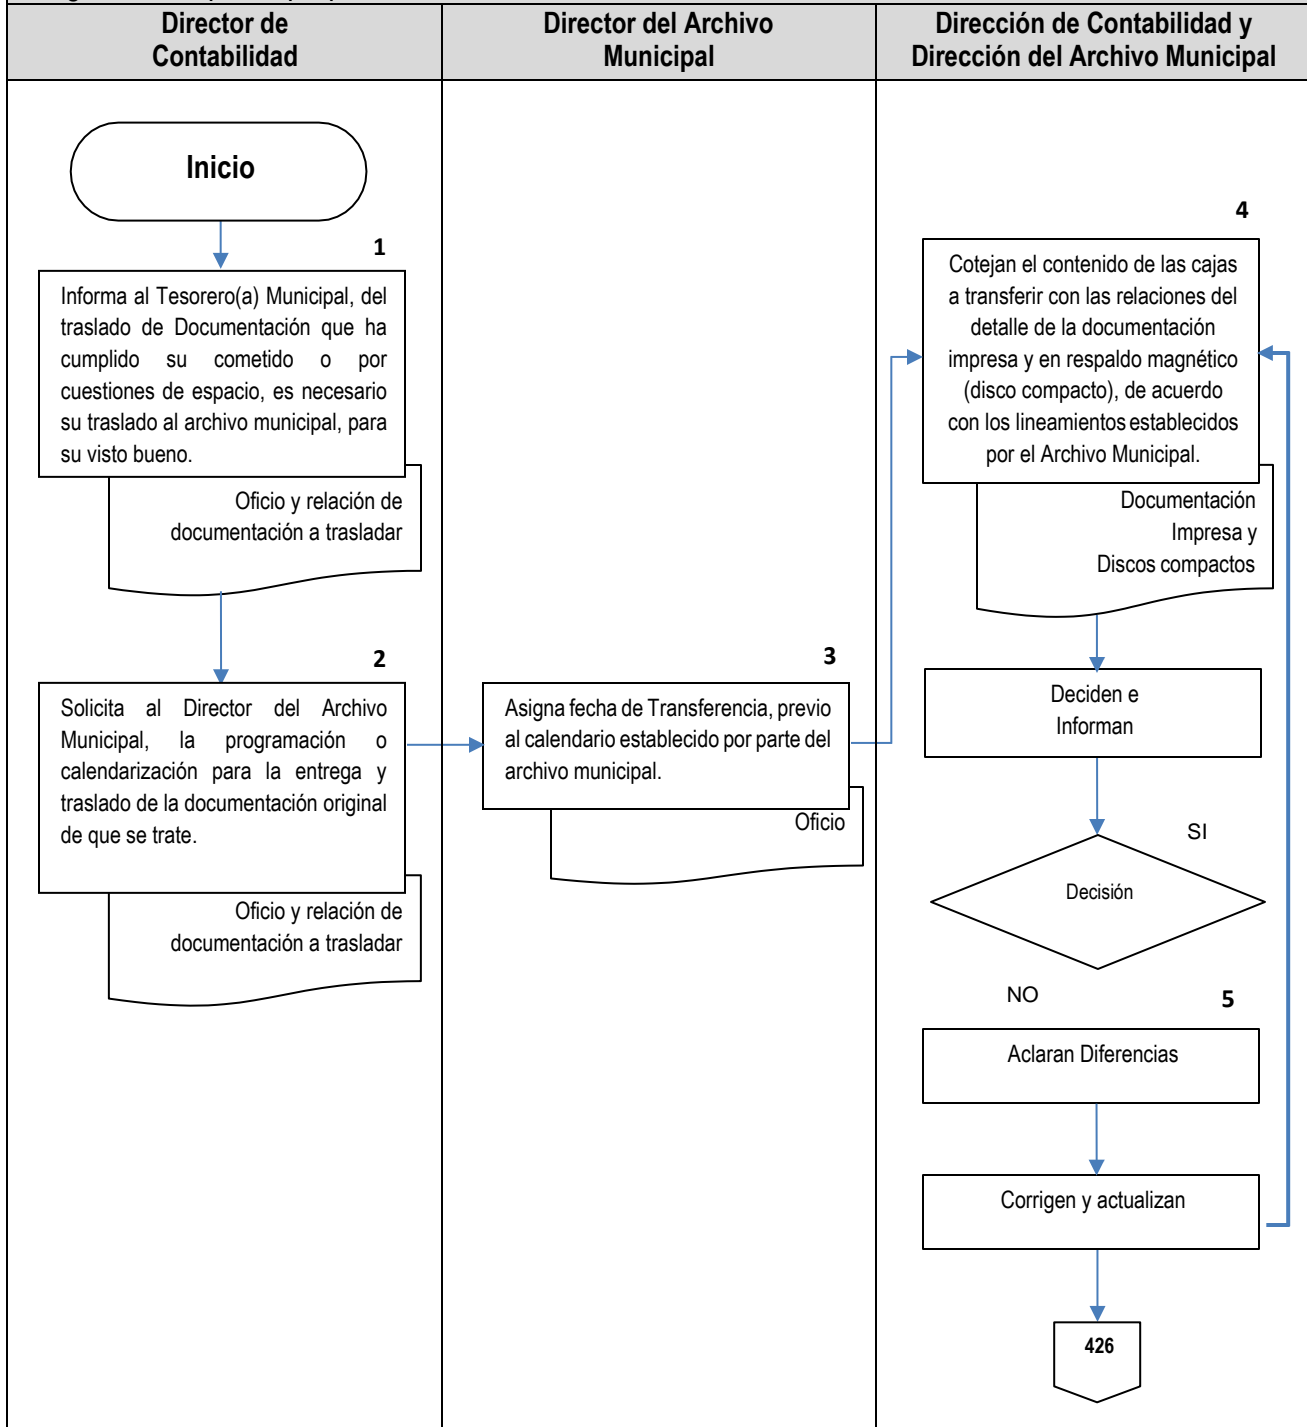 Director de
Contabilidad
Director del Archivo
Municipal
Dirección de Contabilidad y
Dirección del Archivo Municipal
Inicio
1
Informa al Tesorero(a) Municipal, del
traslado de Documentación que ha
cumplido su cometido o por
cuestiones de espacio, es necesario
su traslado al archivo municipal, para
su visto bueno.
Oficio y relación de
documentación a trasladar
2
Solicita al Director del Archivo
Municipal, la programación o
calendarización para la entrega y
traslado de la documentación original
de que se trate.
Oficio y relación de
documentación a trasladar
3
Asigna fecha de Transferencia, previo
al calendario establecido por parte del
archivo municipal.
Oficio
4
Cotejan el contenido de las cajas
a transferir con las relaciones del
detalle de la documentación
impresa y en respaldo magnético
(disco compacto), de acuerdo
con los lineamientos establecidos
por el Archivo Municipal.
Documentación
Impresa y
Discos compactos
Deciden e
Informan
SI
Decisión
NO
5
Aclaran Diferencias
Corrigen y actualizan
426